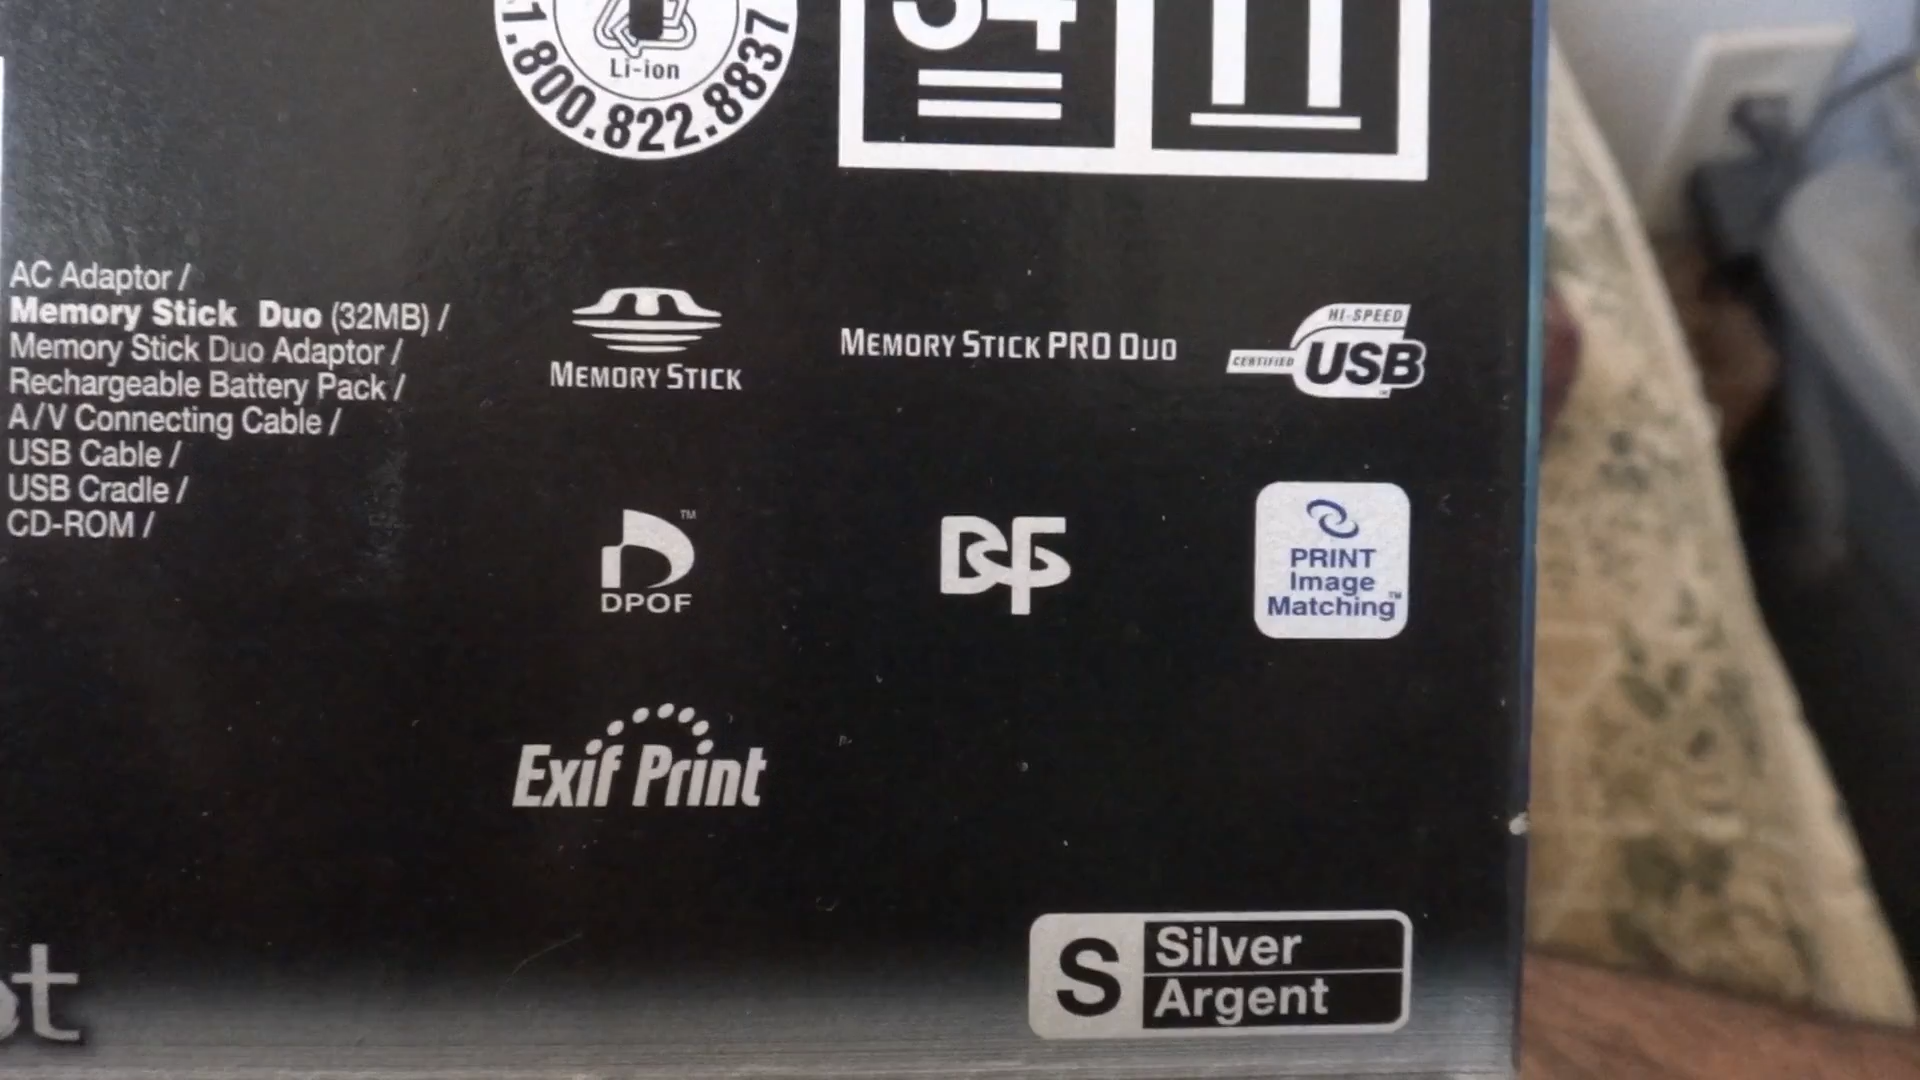 Li-ion
1.800.822.8837
AC Adaptor /
Memory Stick Duo (32MB) /
Memory Stick Duo Adaptor /
Rechargeable Battery Pack /
A/V Connecting Cable /
USB Cable /
USB Cradle /
CD-ROM /
MEMORY STICK
MEMORY STICK PRO DUO
HI-SPEED
CERTIFIED USB
DPOF TM
PRINT
Image
Matching TM
Exif Print
S Silver
Argent